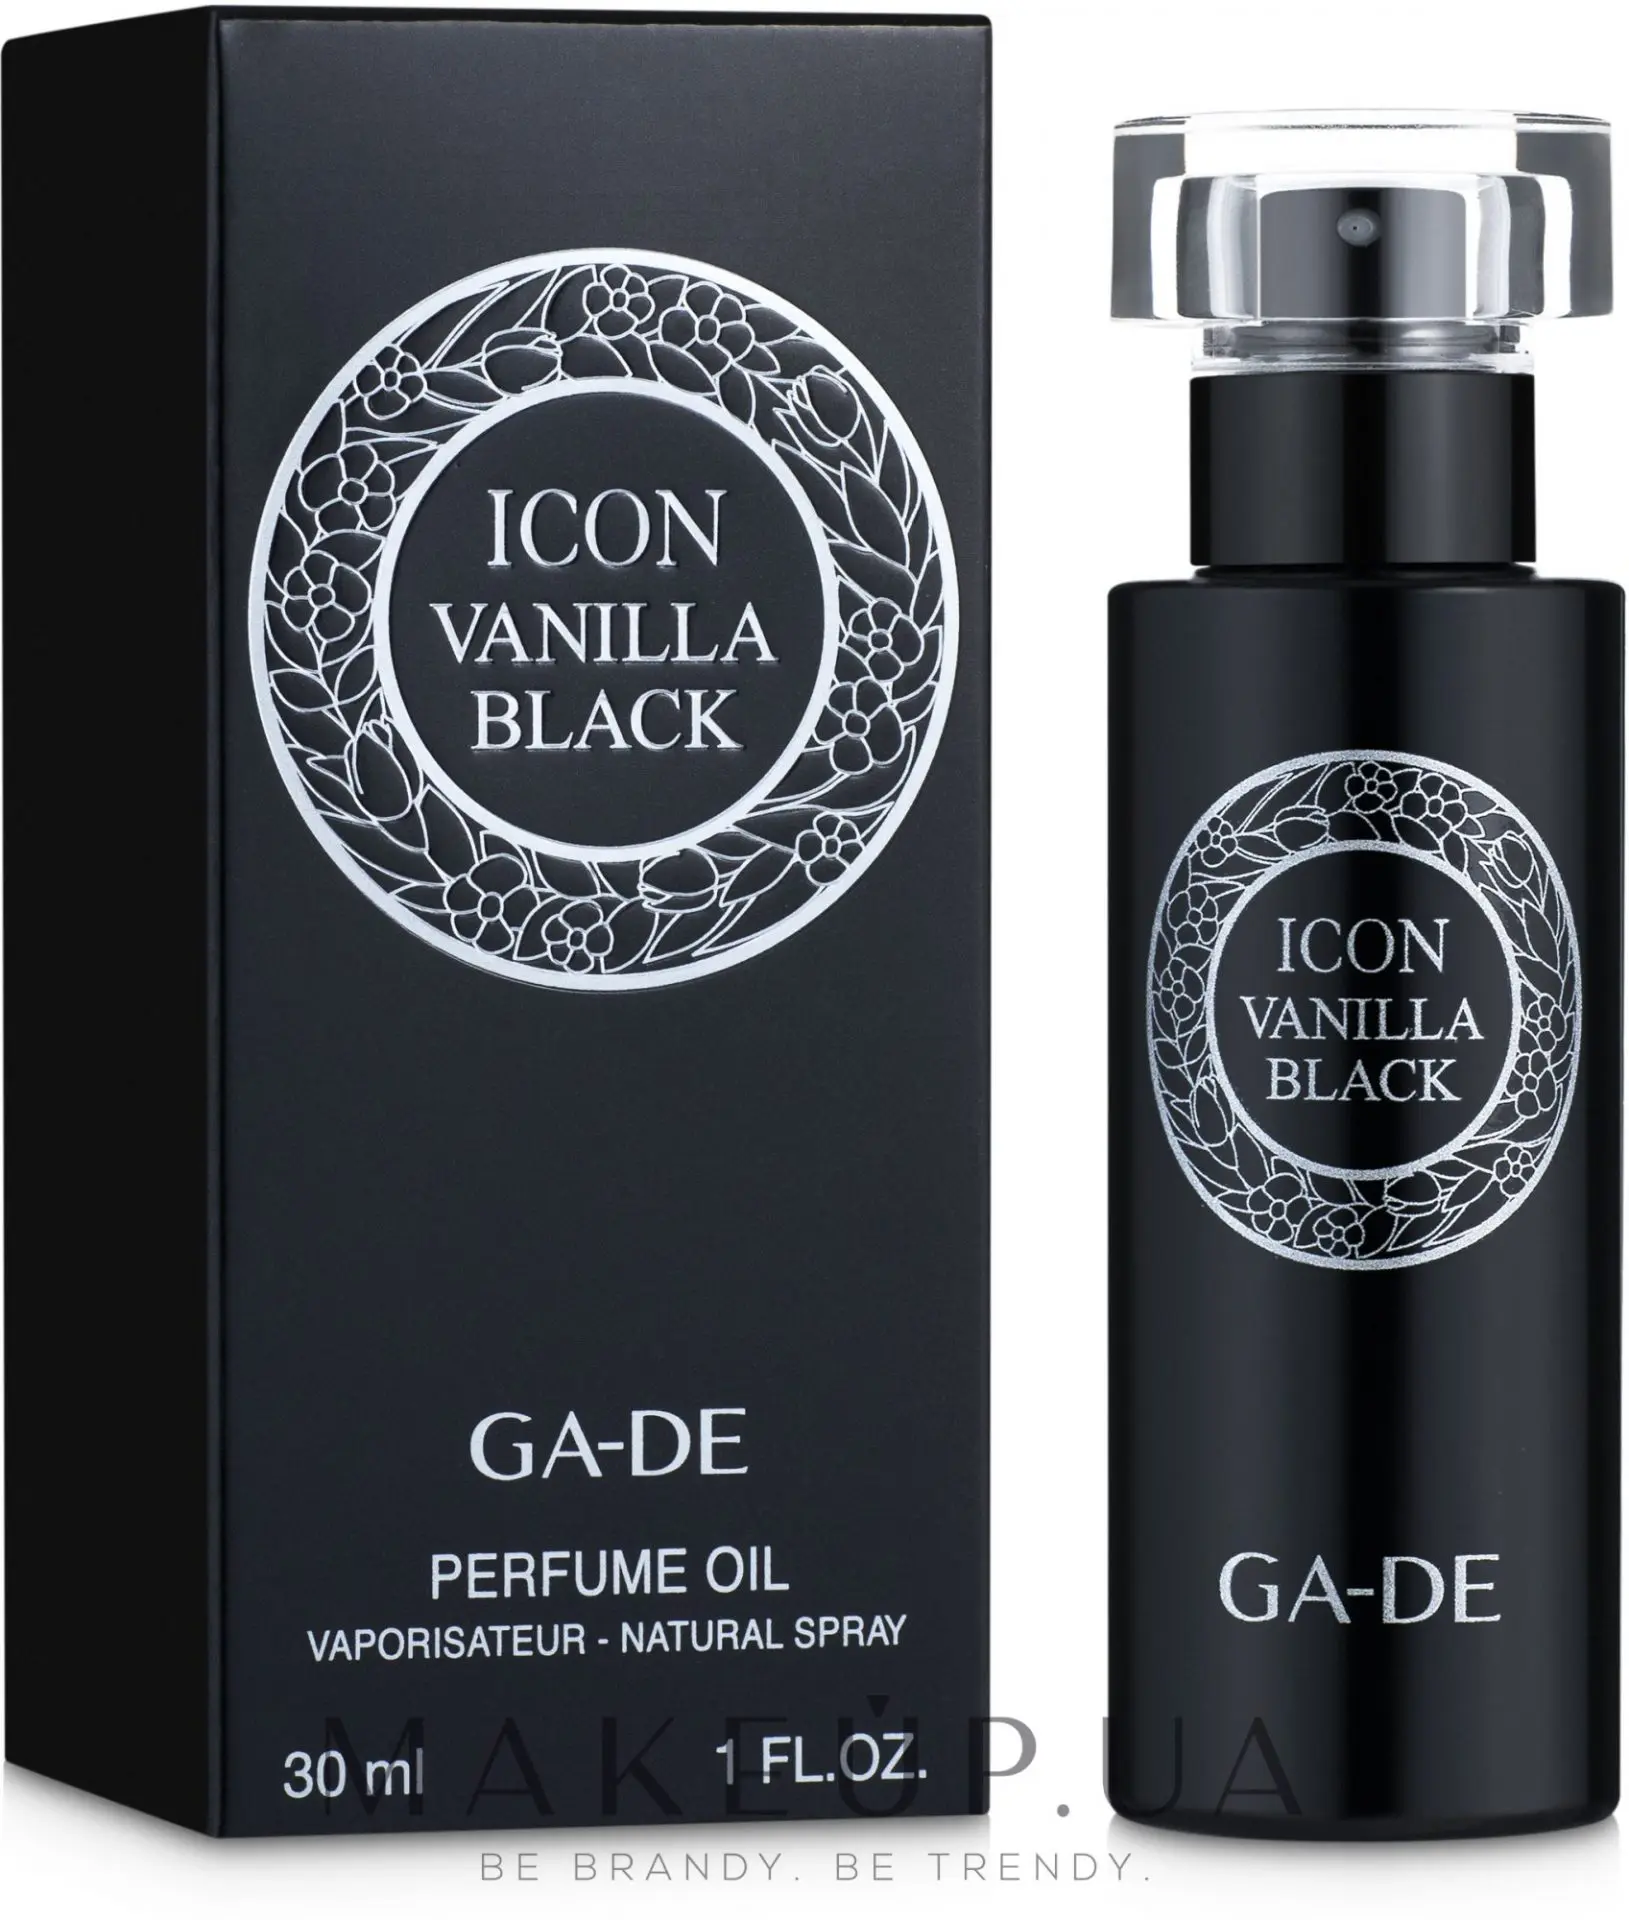 ICON
VANILLA
BLACK
GA-DE
PERFUME OIL
VAPORISATEUR - NATURAL SPRAY
30 ml 1 FL.OZ.
ICON
VANILLA
BLACK
GA-DE
MAKEUP.UA
BE BRANDY. BE TRENDY.